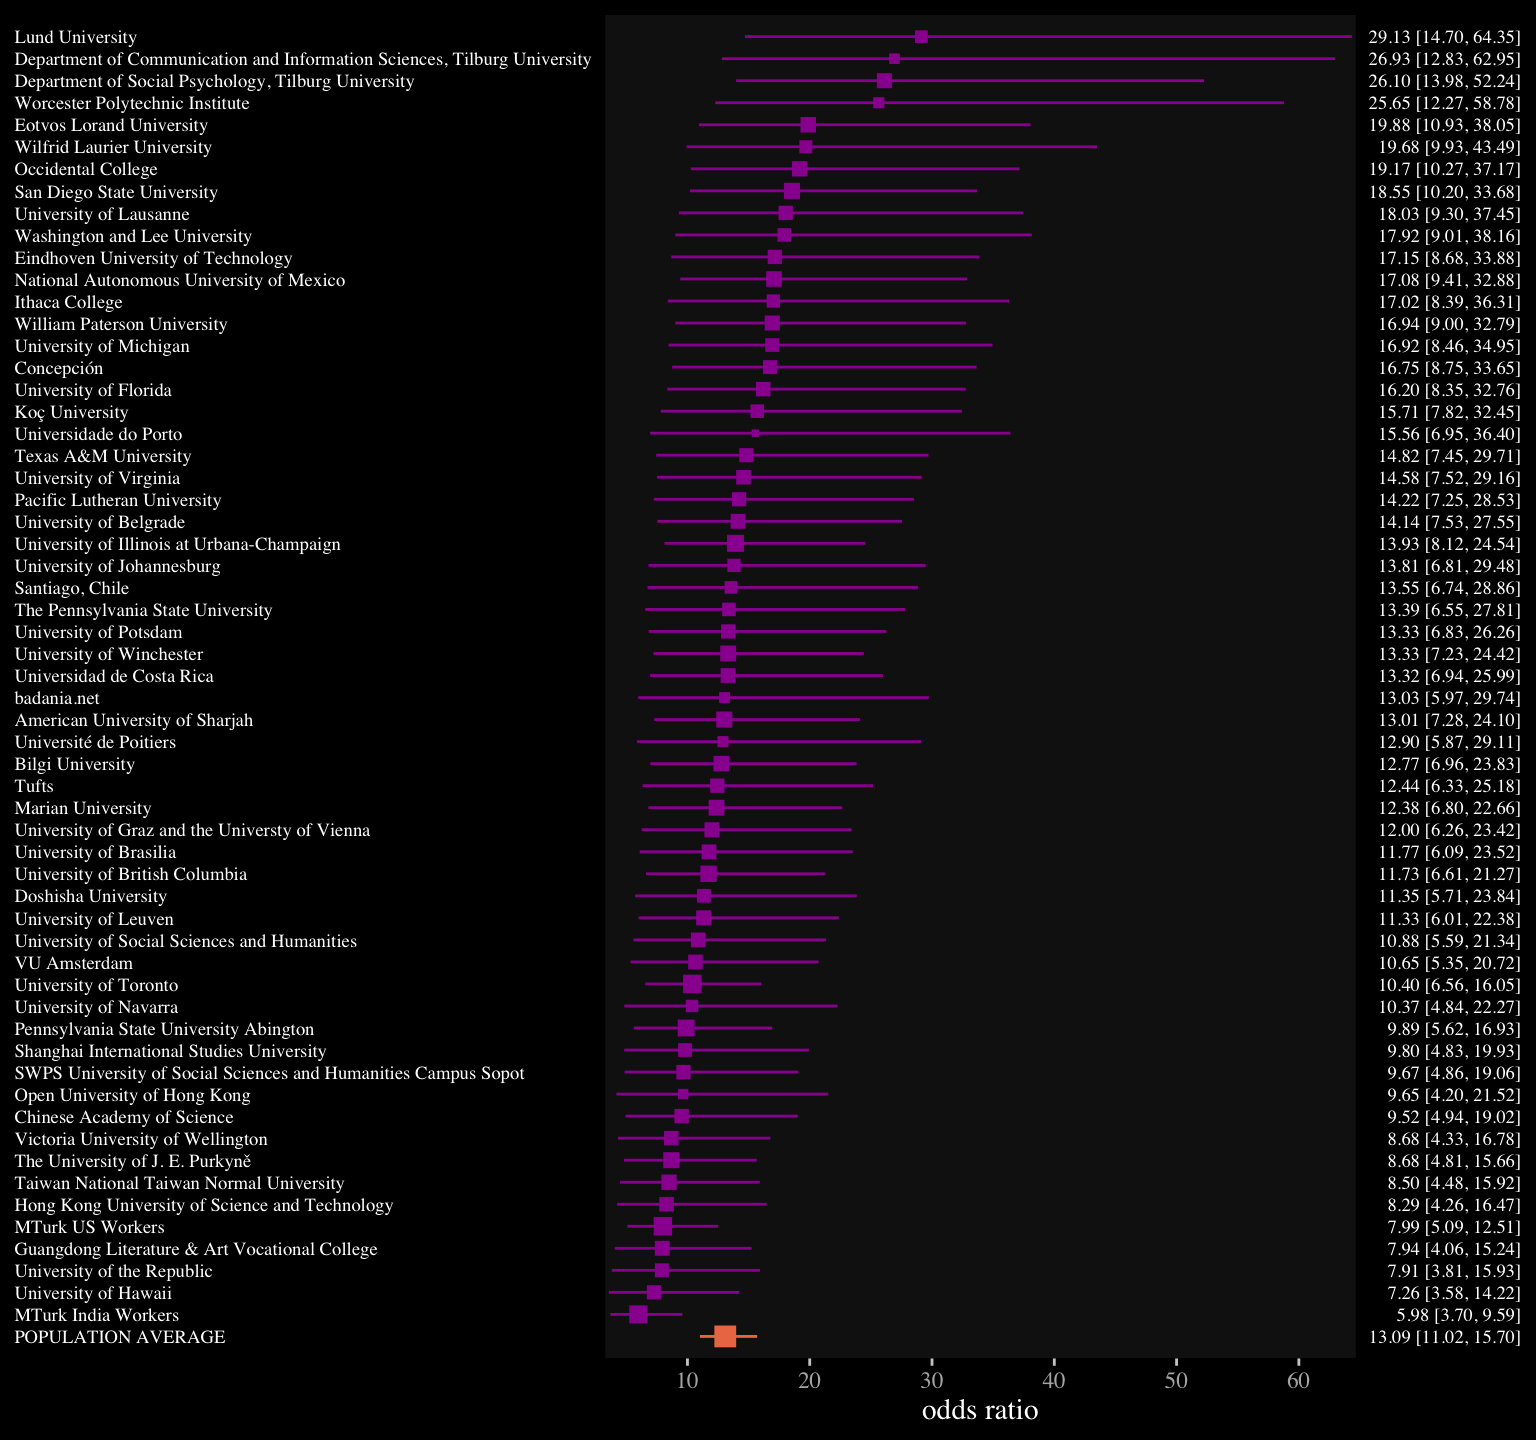 Lund University 29.13 [14.70, 64.35]
Department of Communication and Information Sciences, Tilburg University 26.93 [12.83, 62.95]
Department of Social Psychology, Tilburg University 26.10 [13.98, 52.24]
Worcester Polytechnic Institute 25.65 [12.27, 58.78]
Eotvos Lorand University 19.88 [10.93, 38.05]
Wilfrid Laurier University 19.68 [9.93, 43.49]
Occidental College 19.17 [10.27, 37.17]
San Diego State University 18.55 [10.20, 33.68]
University of Lausanne 18.03 [9.30, 37.45]
Washington and Lee University 17.92 [9.01, 38.16]
Eindhoven University of Technology 17.15 [8.68, 33.88]
National Autonomous University of Mexico 17.08 [9.41, 32.88]
Ithaca College 17.02 [8.39, 36.31]
William Paterson University 16.94 [9.00, 32.79]
University of Michigan 16.92 [8.46, 34.95]
Concepción 16.75 [8.75, 33.65]
University of Florida 16.20 [8.35, 32.76]
Koç University 15.71 [7.82, 32.45]
Universidade do Porto 15.56 [6.95, 36.40]
Texas A&M University 14.82 [7.45, 29.71]
University of Virginia 14.58 [7.52, 29.16]
Pacific Lutheran University 14.22 [7.25, 28.53]
University of Belgrade 14.14 [7.53, 27.55]
University of Illinois at Urbana-Champaign 13.93 [8.12, 24.54]
University of Johannesburg 13.81 [6.81, 29.48]
Santiago, Chile 13.55 [6.74, 28.86]
The Pennsylvania State University 13.39 [6.55, 27.81]
University of Potsdam 13.33 [6.83, 26.26]
University of Winchester 13.33 [7.23, 24.42]
Universidad de Costa Rica 13.32 [6.94, 25.99]
badania.net 13.03 [5.97, 29.74]
American University of Sharjah 13.01 [7.28, 24.10]
Université de Poitiers 12.90 [5.87, 29.11]
Bilgi University 12.77 [6.96, 23.83]
Tufts 12.44 [6.33, 25.18]
Marian University 12.38 [6.80, 22.66]
University of Graz and the Universty of Vienna 12.00 [6.26, 23.42]
University of Brasilia 11.77 [6.09, 23.52]
University of British Columbia 11.73 [6.61, 21.27]
Doshisha University 11.35 [5.71, 23.84]
University of Leuven 11.33 [6.01, 22.38]
University of Social Sciences and Humanities 10.88 [5.59, 21.34]
VU Amsterdam 10.65 [5.35, 20.72]
University of Toronto 10.40 [6.56, 16.05]
University of Navarra 10.37 [4.84, 22.27]
Pennsylvania State University Abington 9.89 [5.62, 16.93]
Shanghai International Studies University 9.80 [4.83, 19.93]
SWPS University of Social Sciences and Humanities Campus Sopot 9.67 [4.86, 19.06]
Open University of Hong Kong 9.65 [4.20, 21.52]
Chinese Academy of Science 9.52 [4.94, 19.02]
Victoria University of Wellington 8.68 [4.33, 16.78]
The University of J. E. Purkyně 8.68 [4.81, 15.66]
Taiwan National Taiwan Normal University 8.50 [4.48, 15.92]
Hong Kong University of Science and Technology 8.29 [4.26, 16.47]
MTurk US Workers 7.99 [5.09, 12.51]
Guangdong Literature & Art Vocational College 7.94 [4.06, 15.24]
University of the Republic 7.91 [3.81, 15.93]
University of Hawaii 7.26 [3.58, 14.22]
MTurk India Workers 5.98 [3.70, 9.59]
POPULATION AVERAGE 13.09 [11.02, 15.70]
10 20 30 40 50 60
odds ratio